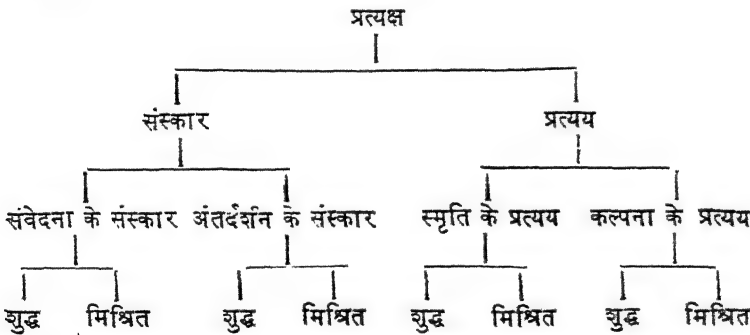 प्रत्यक्ष
संस्कार प्रत्यय
संवेदना के संस्कार अंतर्दर्शन के संस्कार स्मृति के प्रत्यय कल्पना के प्रत्यय
शुद्ध मिश्रित शुद्ध मिश्रित शुद्ध मिश्रित शुद्ध मिश्रित